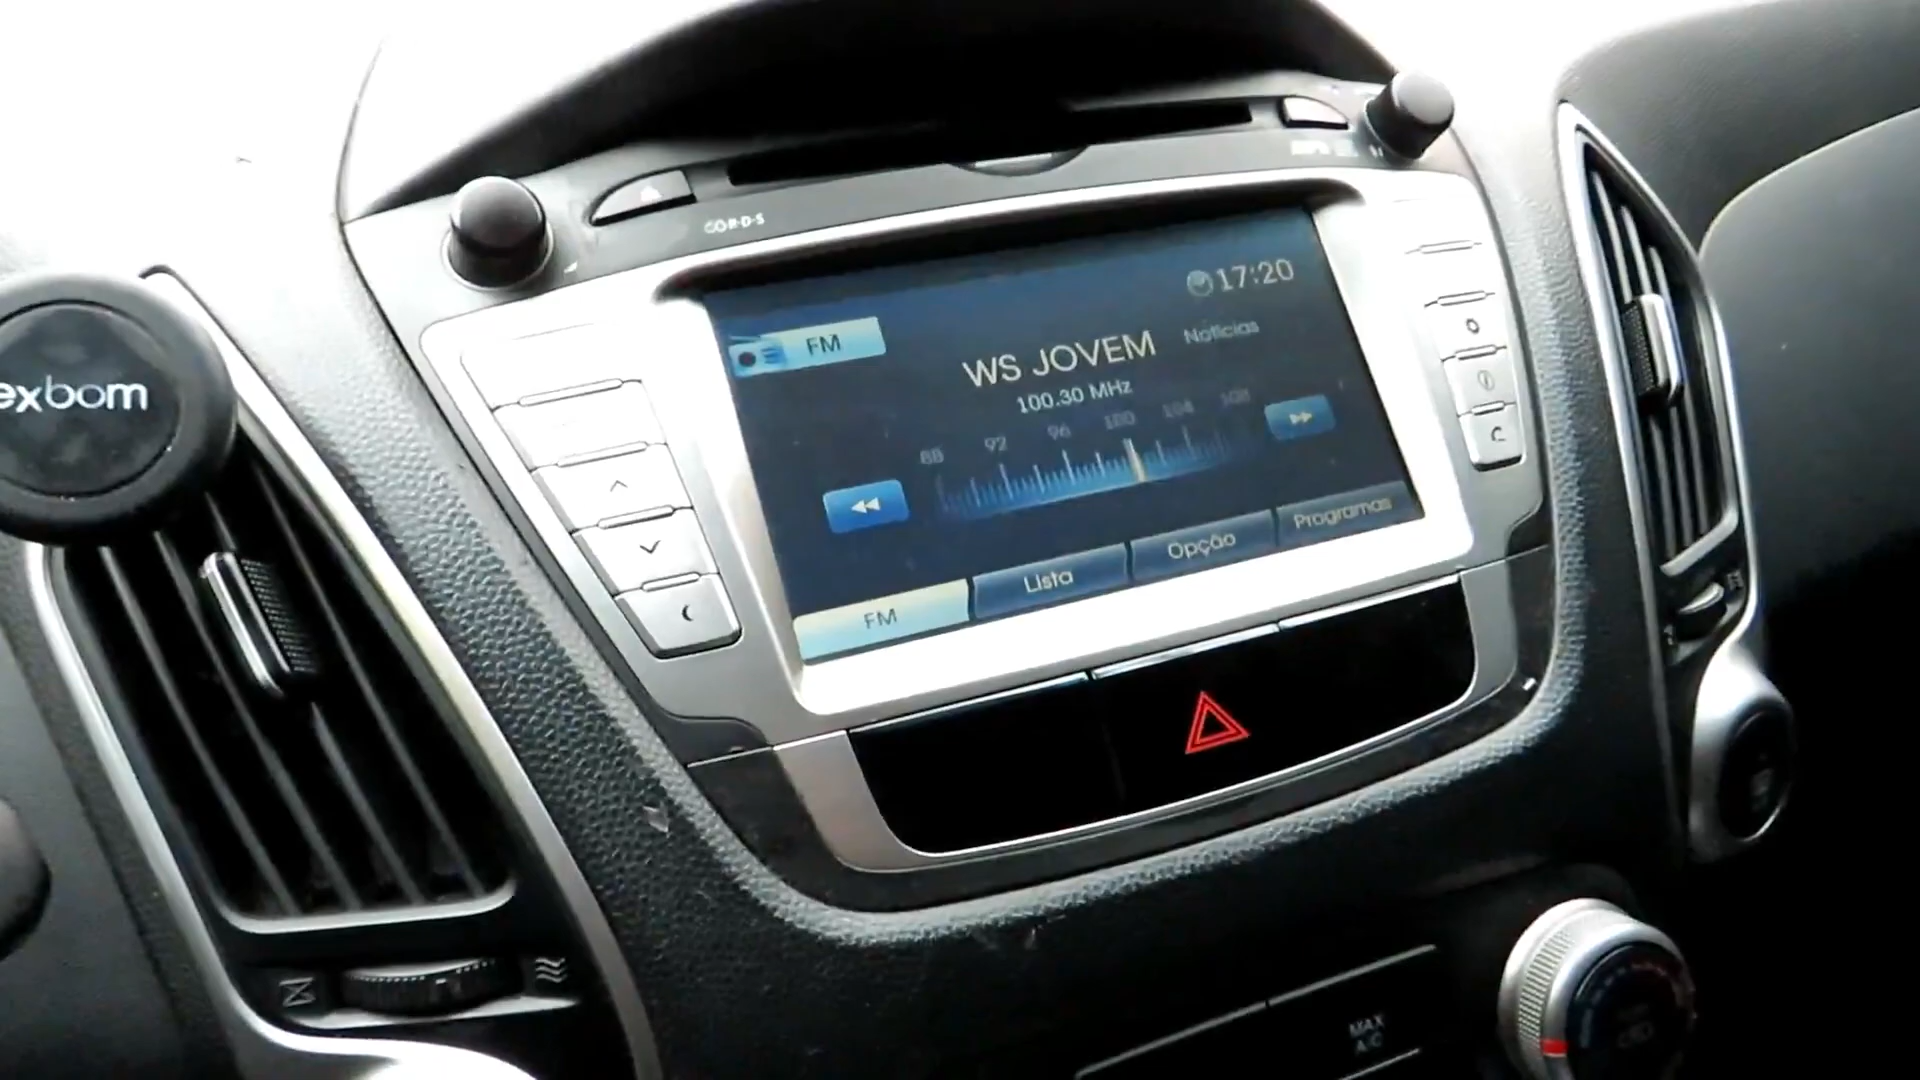 exbom
R·D·S
17:20
FM
WS JOVEM
Notícias
100.30 MHz
88 92 96 100 104 108
FM
Lista
Opção
Programas
MAX
A/C